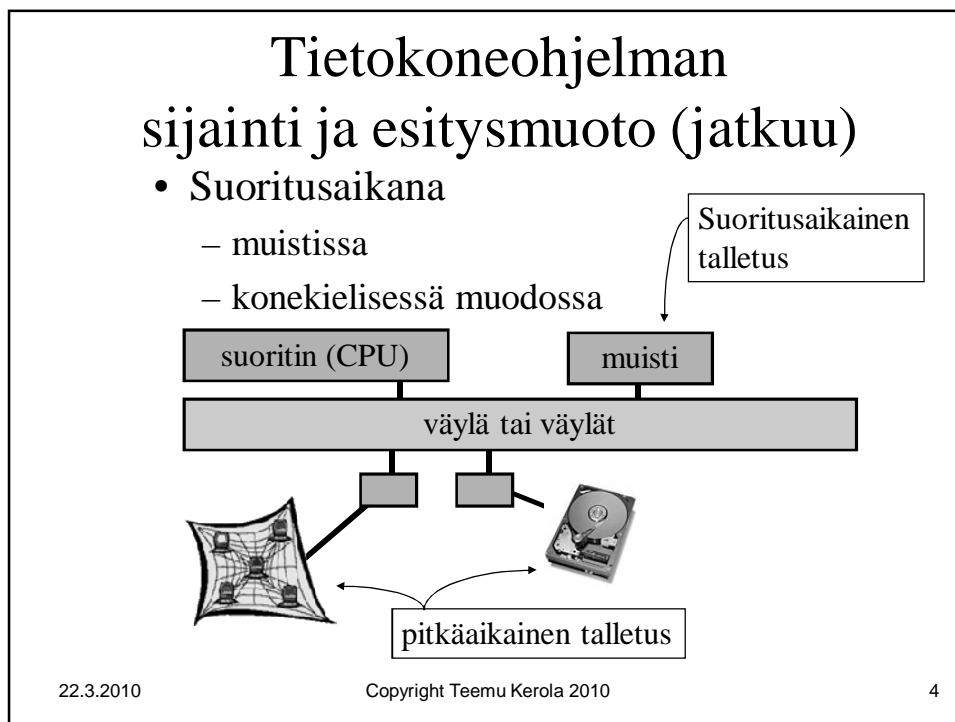 Tietokoneohjelman
sijainti ja esitysmuoto (jatkuu)
• Suoritusaikana
– muistissa
– konekielisessä muodossa
Suoritusaikainen
talletus
suoritin (CPU)
muisti
väylä tai väylät
pitkäaikainen talletus
22.3.2010
Copyright Teemu Kerola 2010
4